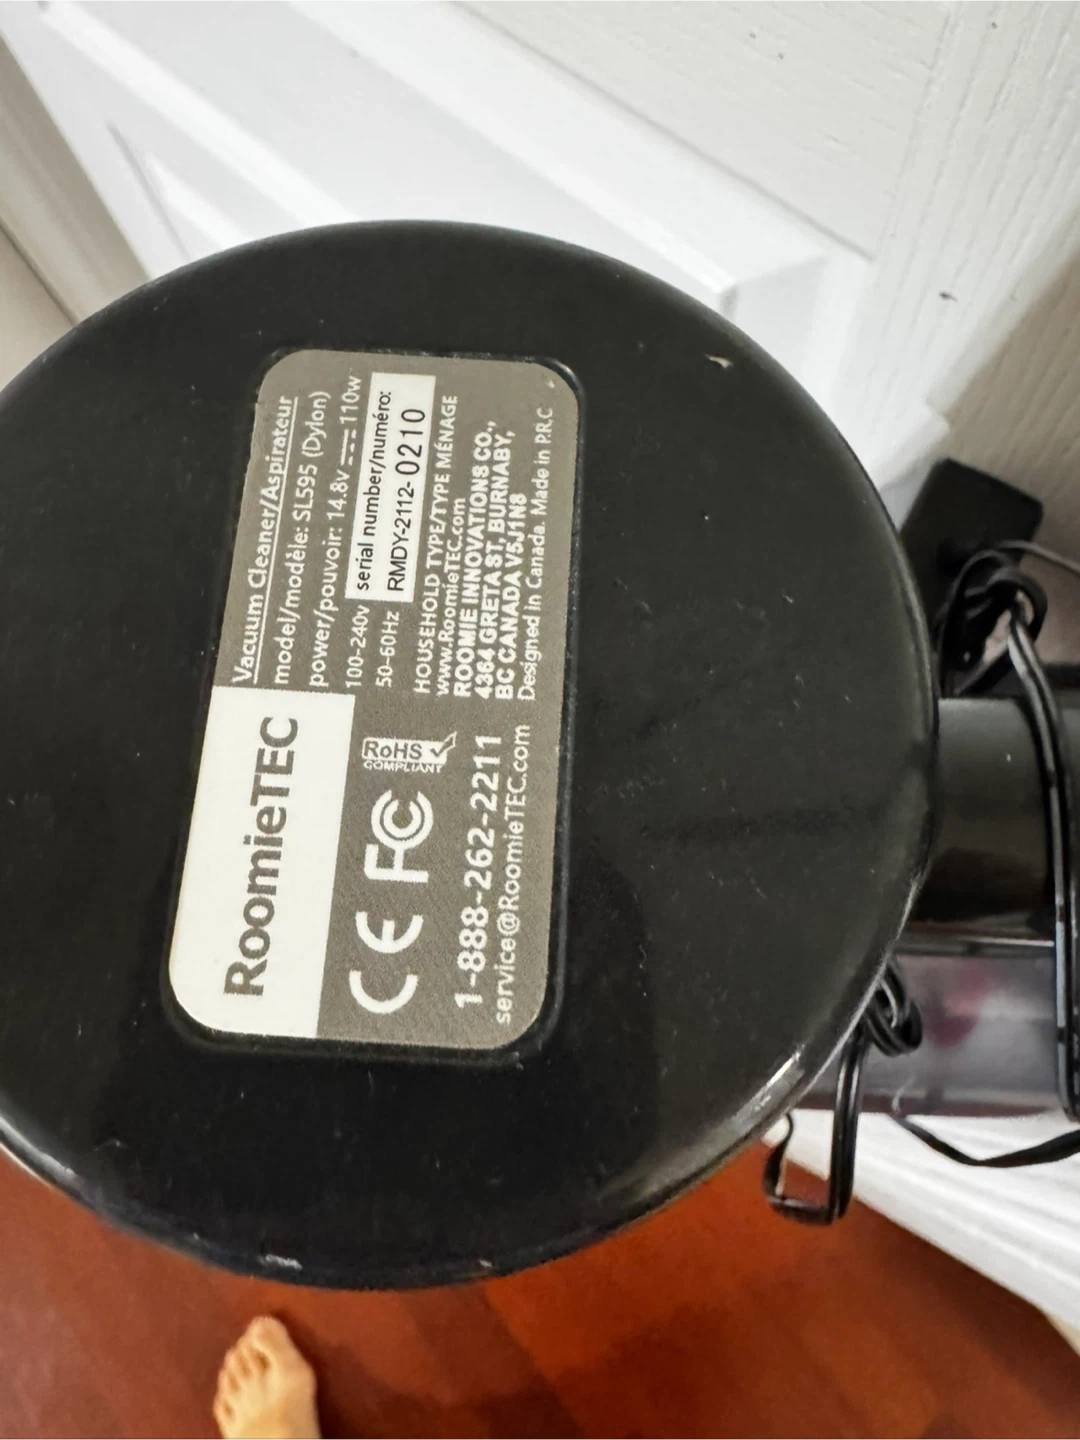 RoomieTEC
Vacuum Cleaner/Aspirateur
model/modèle: SL595 (Dylon)
power/pouvoir: 14.8v 110w
100-240v
50-60Hz
serial number/numéro:
RMDY-2112-0210
HOUSEHOLD TYPE/TYPE MÉNAGE
www.RoomieTEC.com
ROOMIE INNOVATIONS CO.,
4364 GRETA ST, BURNABY,
BC CANADA V5J1N8
Designed in Canada. Made in P.R.C
CE FC
RoHS
COMPLIANT
1-888-262-2211
service@RoomieTEC.com